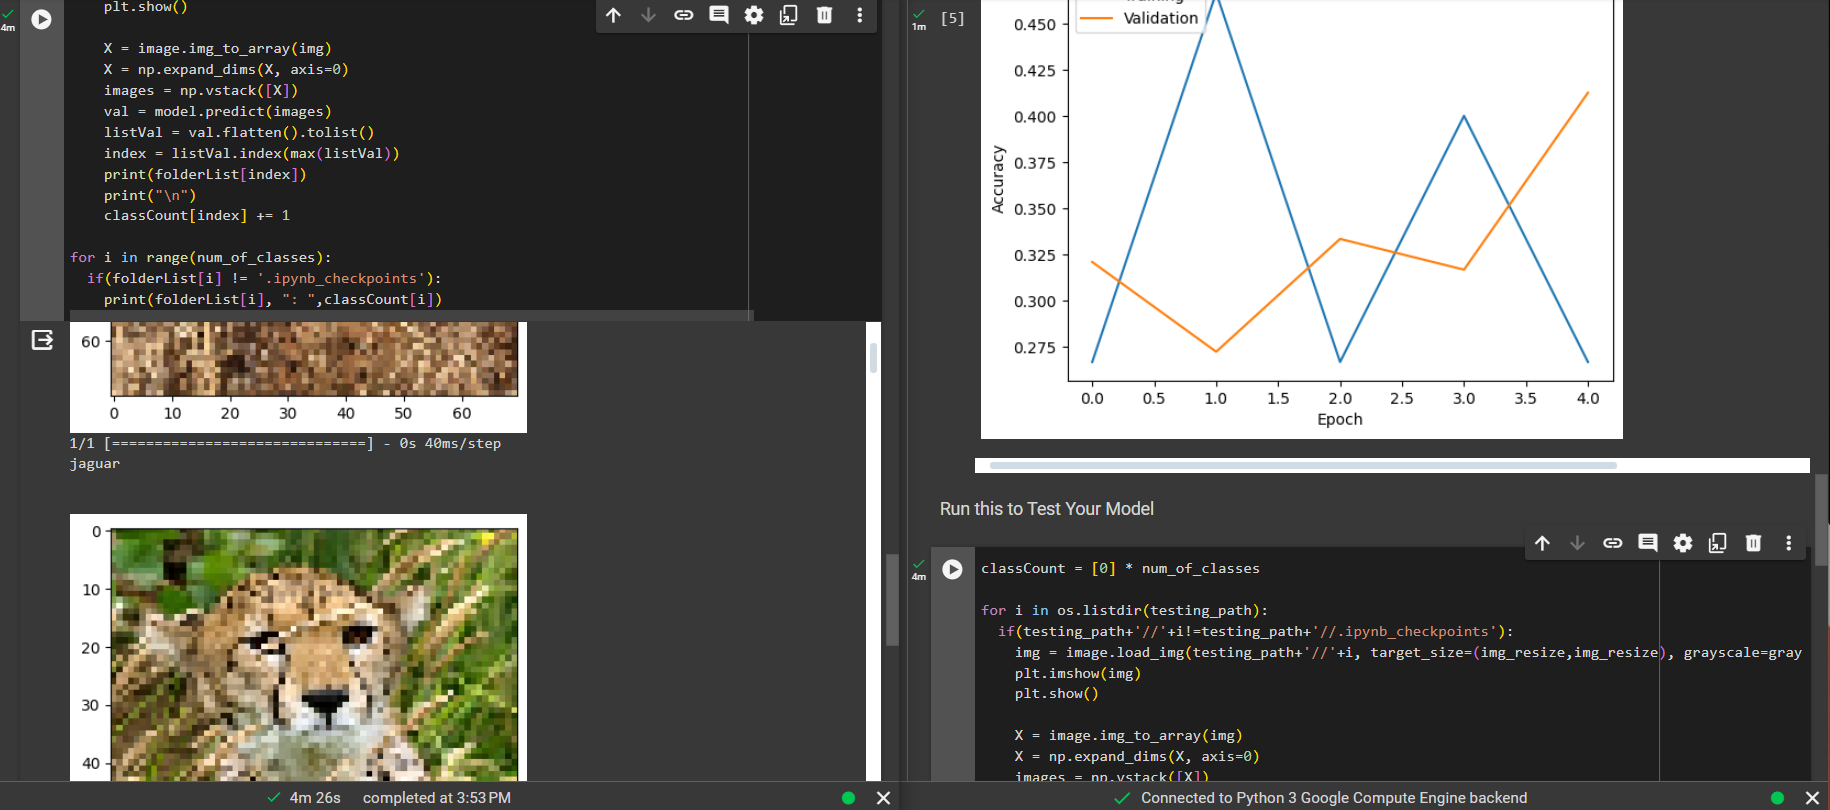 plt.show()
4m
X = image.img_to_array(img)
X = np.expand_dims(X, axis=0)
images = np.vstack([X])
val = model.predict(images)
listVal = val.flatten().tolist()
index = listVal.index(max(listVal))
print(folderList[index])
print("\n")
classCount[index] += 1
for i in range(num_of_classes):
if(folderList[i] != '.ipynb_checkpoints'):
print(folderList[i], ": ",classCount[i])
60
0 10 20 30 40 50 60
1/1 [==============================] - 0s 40ms/step
jaguar
0
10
20
30
40
4m 26s completed at 3:53 PM
1m
[5]
Validation
0.450
0.425
0.400
0.375
0.350
0.325
0.300
0.275
Accuracy
0.0 0.5 1.0 1.5 2.0 2.5 3.0 3.5 4.0
Epoch
Run this to Test Your Model
4m
classCount = [0] * num_of_classes
for i in os.listdir(testing_path):
if(testing_path+'//'+i!=testing_path+'//.ipynb_checkpoints'):
img = image.load_img(testing_path+'//'+i, target_size=(img_resize,img_resize), grayscale=gray
plt.imshow(img)
plt.show()
X = image.img_to_array(img)
X = np.expand_dims(X, axis=0)
images = np.vstack([X])
Connected to Python 3 Google Compute Engine backend